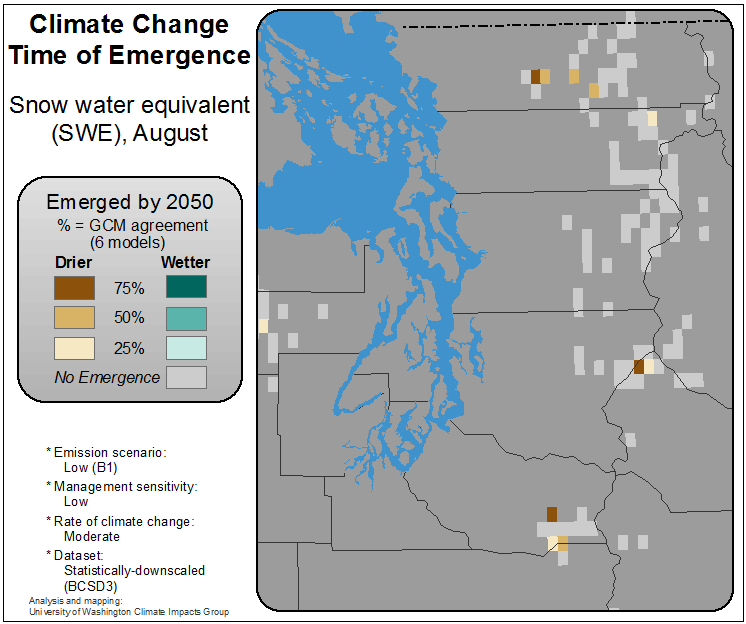 Climate Change
Time of Emergence
Snow water equivalent
(SWE), August
Emerged by 2050
% = GCM agreement
(6 models)
Drier Wetter
75%
50%
25%
No Emergence
* Emission scenario:
Low (B1)
* Management sensitivity:
Low
* Rate of climate change:
Moderate
* Dataset:
Statistically-downscaled
(BCSD3)
Analysis and mapping:
University of Washington Climate Impacts Group